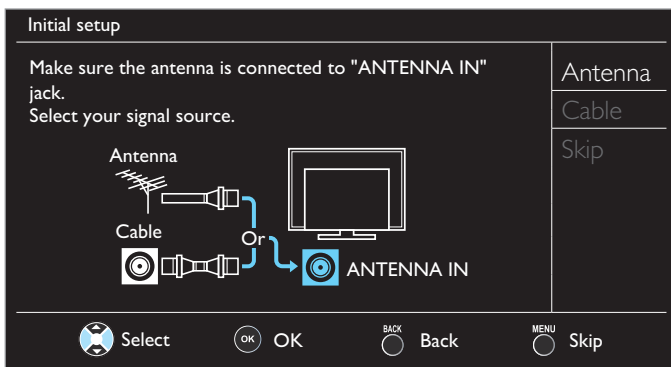 Initial setup
Make sure the antenna is connected to "ANTENNA IN"
jack.
Select your signal source.
Antenna
Cable
Skip
Antenna
Cable
Or
ANTENNA IN
Select
OK OK
BACK Back
MENU Skip